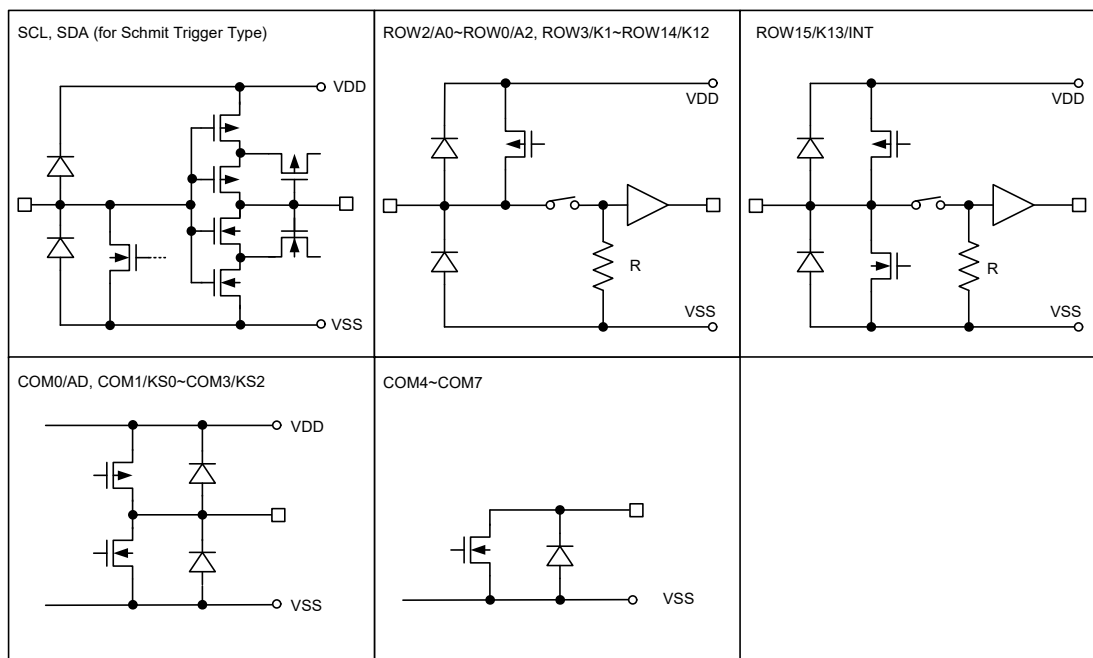 SCL, SDA (for Schmit Trigger Type)
VDD
VSS
ROW2/A0~ROW0/A2, ROW3/K1~ROW14/K12
VDD
R
VSS
ROW15/K13/INT
VDD
R
VSS
COM0/AD, COM1/KS0~COM3/KS2
VDD
VSS
COM4~COM7
VSS